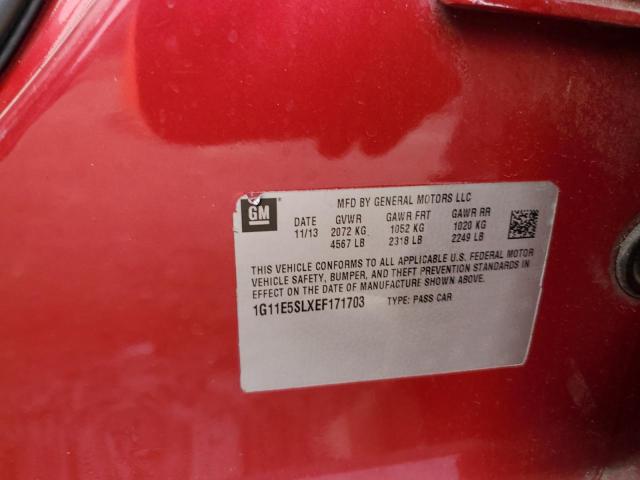 GM
MFD BY GENERAL MOTORS LLC
DATE GVWR GAWR FRT GAWR RR
11/13 2072 KG 1052 KG 1020 KG
4567 LB 2318 LB 2249 LB
THIS VEHICLE CONFORMS TO ALL APPLICABLE U.S. FEDERAL MOTOR
VEHICLE SAFETY, BUMPER, AND THEFT PREVENTION STANDARDS IN
EFFECT ON THE DATE OF MANUFACTURE SHOWN ABOVE.
1G11E5SLXEF171703 TYPE: PASS CAR